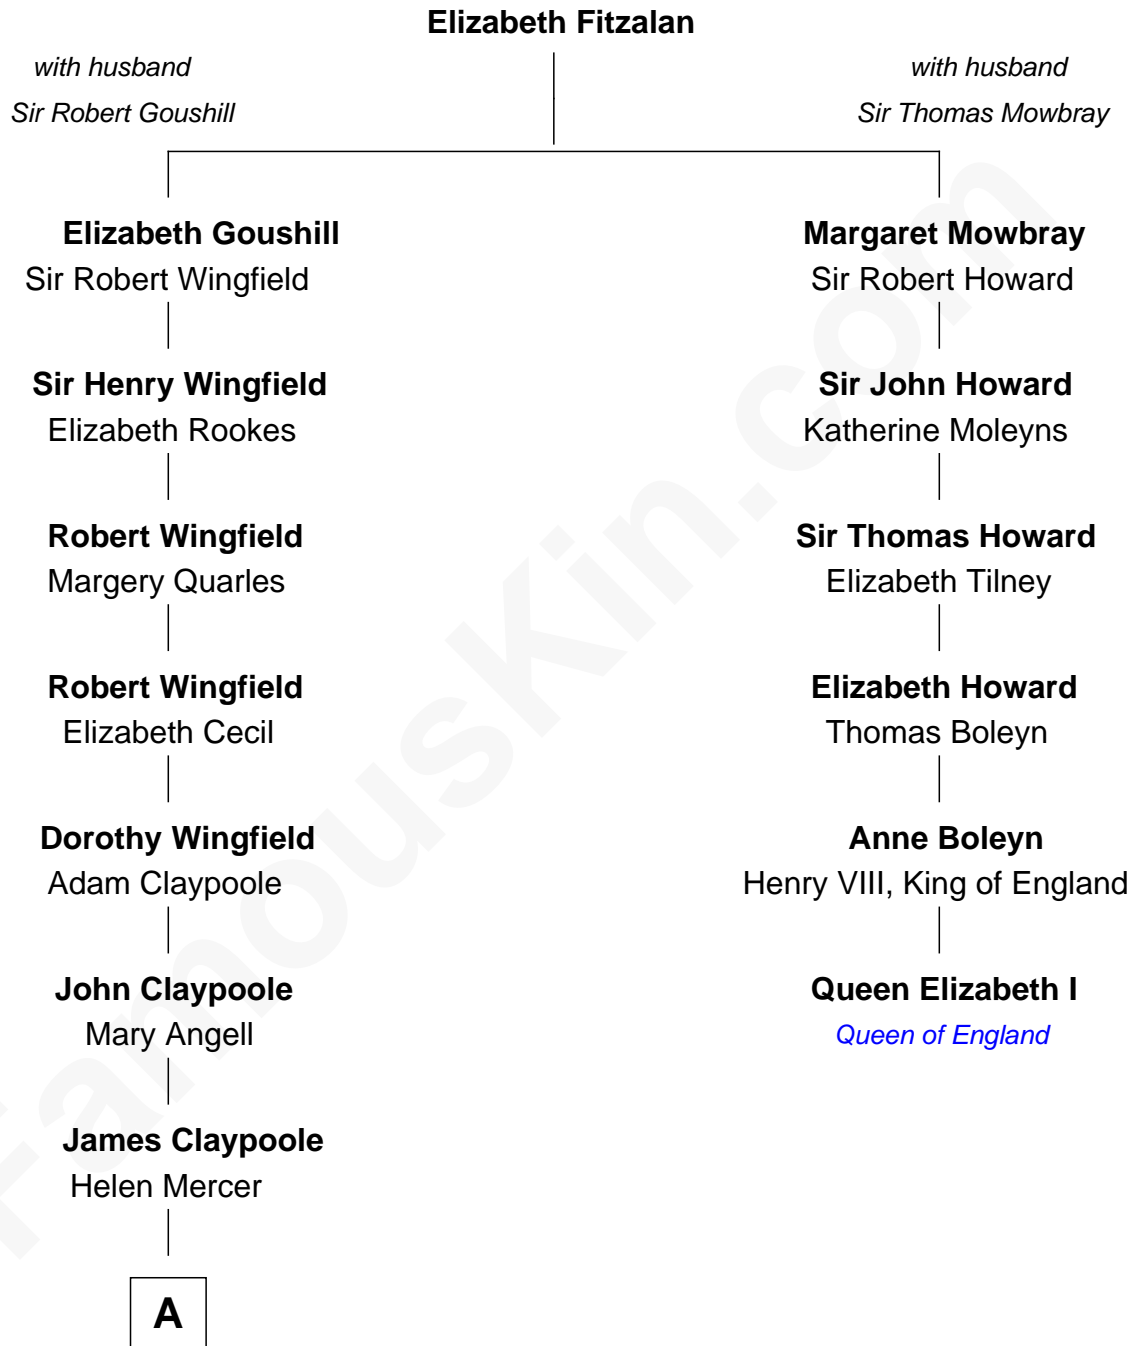 Elizabeth Fitzalan
with husband
Sir Robert Goushill
with husband
Sir Thomas Mowbray
Elizabeth Goushill
Sir Robert Wingfield
Margaret Mowbray
Sir Robert Howard
Sir Henry Wingfield
Elizabeth Rookes
Sir John Howard
Katherine Moleyns
Robert Wingfield
Margery Quarles
Sir Thomas Howard
Elizabeth Tilney
Robert Wingfield
Elizabeth Cecil
Elizabeth Howard
Thomas Boleyn
Dorothy Wingfield
Adam Claypoole
Anne Boleyn
Henry VIII, King of England
John Claypoole
Mary Angell
Queen Elizabeth I
Queen of England
James Claypoole
Helen Mercer
A
FamousKin.com